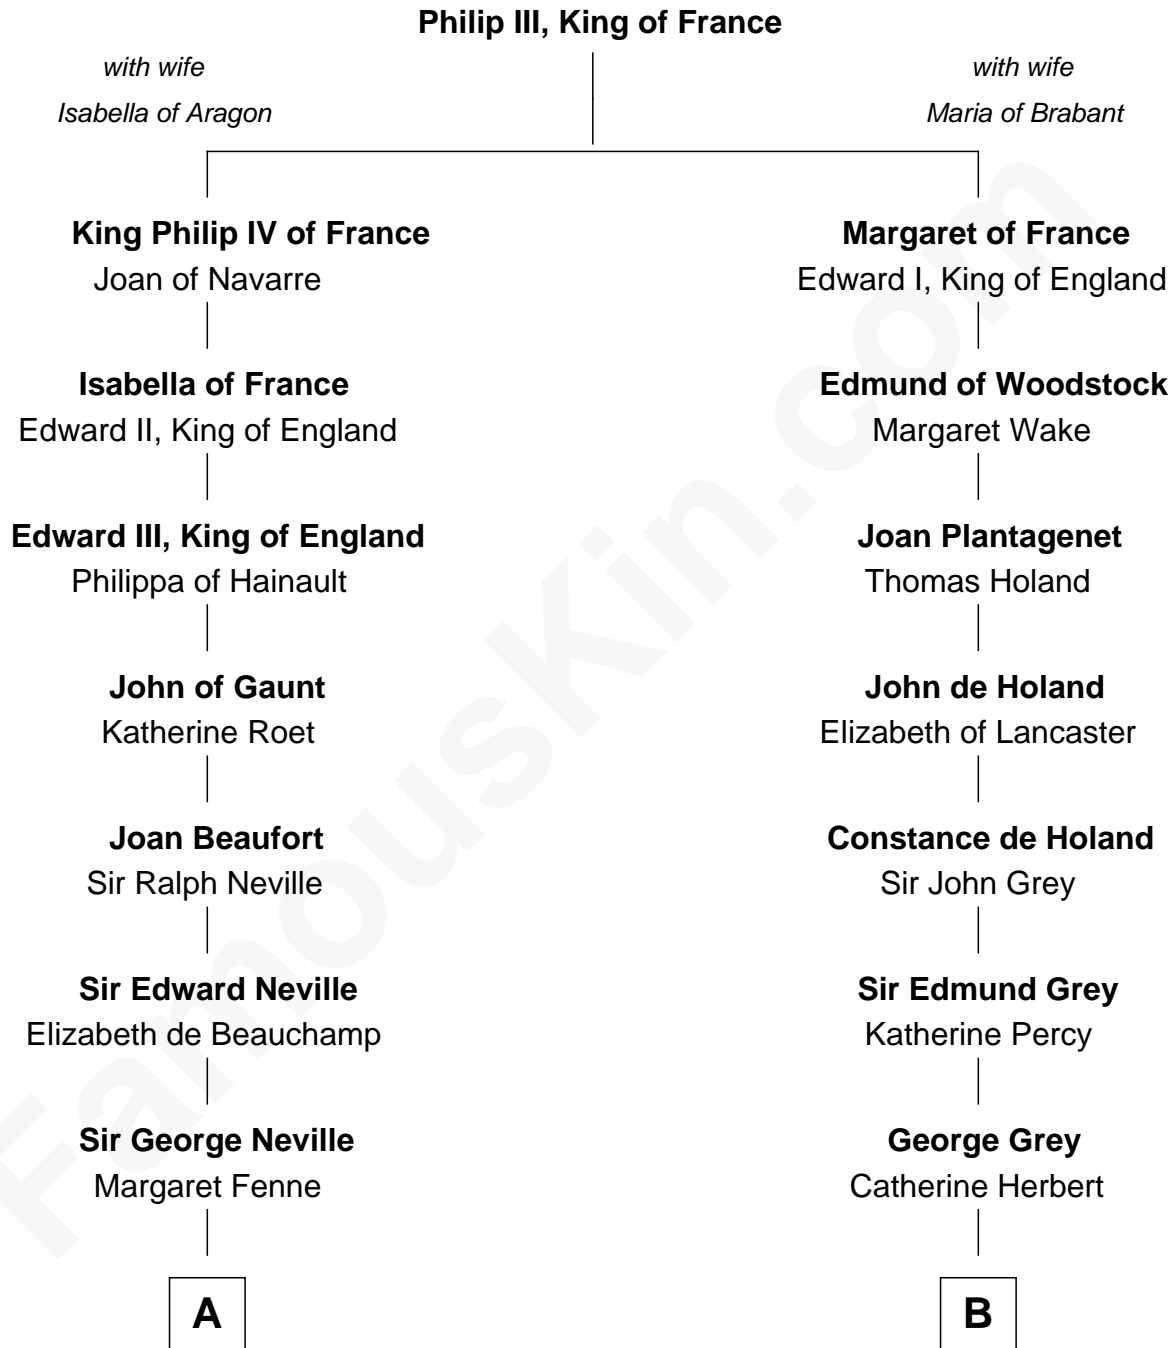 Philip III, King of France
with wife
Isabella of Aragon
with wife
Maria of Brabant
King Philip IV of France
Joan of Navarre
Margaret of France
Edward I, King of England
Isabella of France
Edward II, King of England
Edmund of Woodstock
Margaret Wake
Edward III, King of England
Philippa of Hainault
Joan Plantagenet
Thomas Holand
John of Gaunt
Katherine Roet
John de Holand
Elizabeth of Lancaster
Joan Beaufort
Sir Ralph Neville
Constance de Holand
Sir John Grey
Sir Edward Neville
Elizabeth de Beauchamp
Sir Edmund Grey
Katherine Percy
Sir George Neville
Margaret Fenne
George Grey
Catherine Herbert
A
B
FamousKin.com